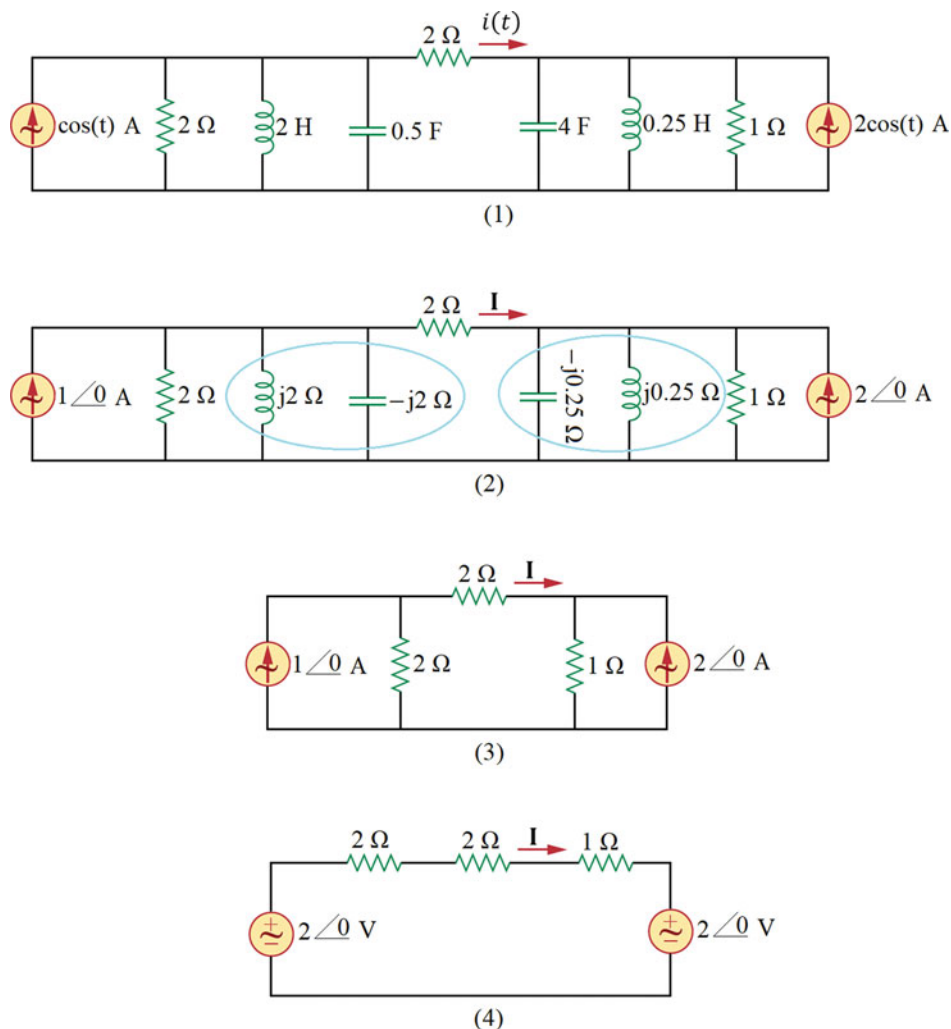 i(t)
2 Ω
cos(t) A
2 Ω
2 H
0.5 F
4 F
0.25 H
1 Ω
2cos(t) A
(1)
2 Ω
I
1∠0 A
2 Ω
j2 Ω
−j2 Ω
−j0.25 Ω
j0.25 Ω
1 Ω
2∠0 A
(2)
2 Ω
I
1∠0 A
2 Ω
1 Ω
2∠0 A
(3)
2 Ω
2 Ω
I
1 Ω
2∠0 V
2∠0 V
(4)